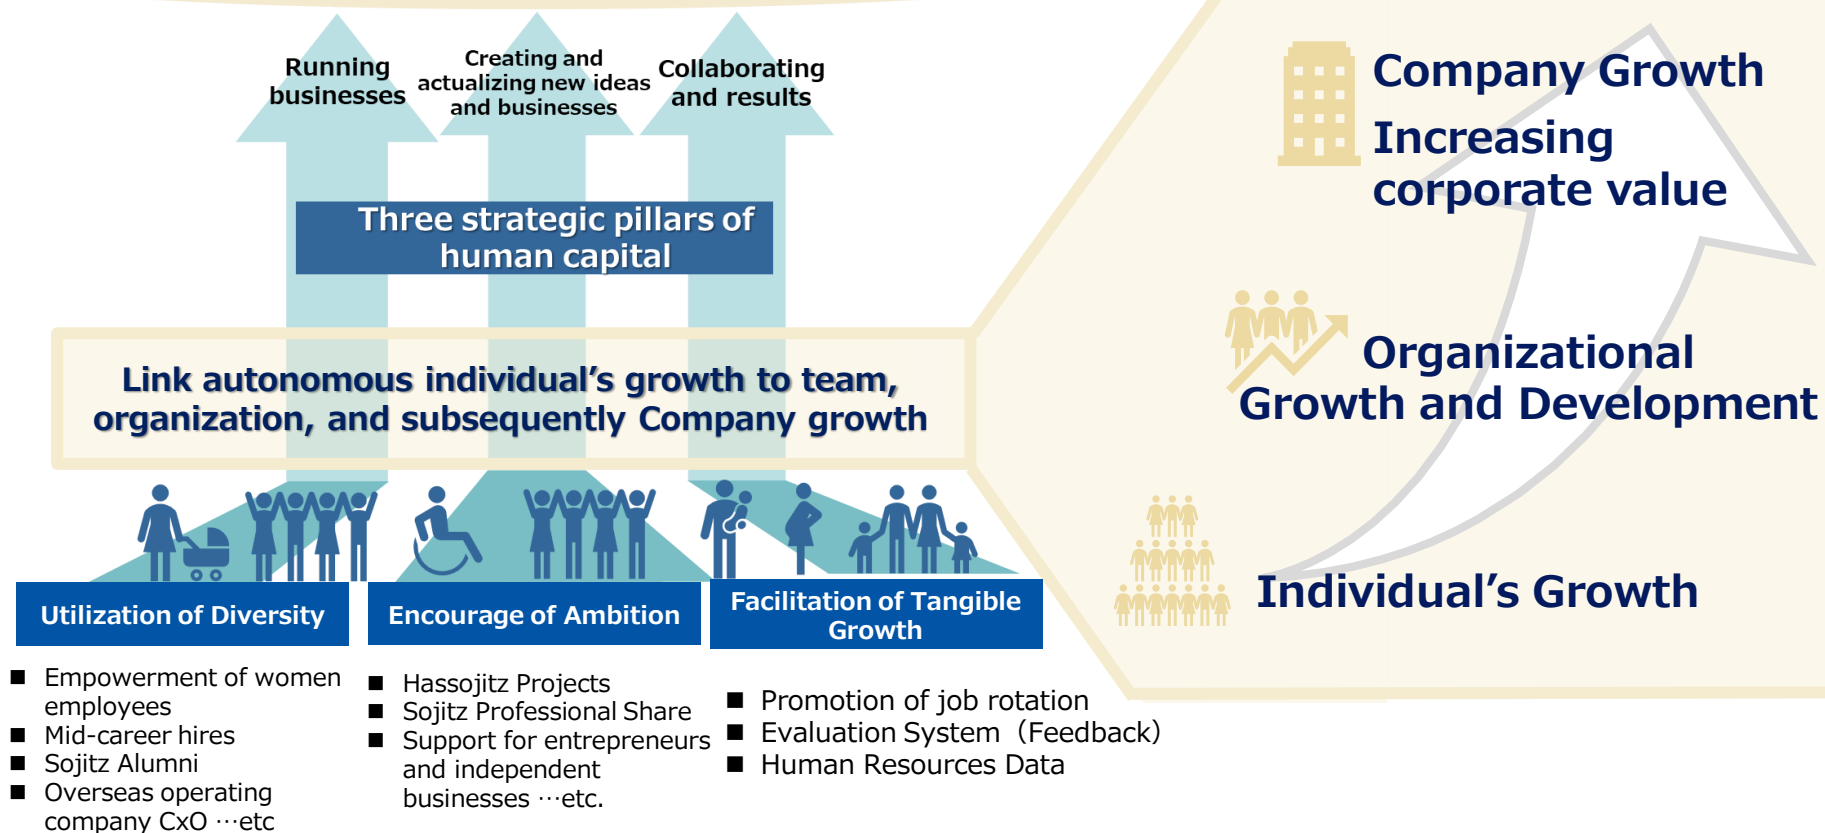 Running
businesses
Creating and
actualizing new ideas
and businesses
Collaborating
and results
Three strategic pillars of
human capital
Link autonomous individual’s growth to team,
organization, and subsequently Company growth
Utilization of Diversity
■ Empowerment of women
employees
■ Mid-career hires
■ Sojitz Alumni
■ Overseas operating
company CxO …etc
Encourage of Ambition
■ Hassojitz Projects
■ Sojitz Professional Share
■ Support for entrepreneurs
and independent
businesses …etc.
Facilitation of Tangible
Growth
■ Promotion of job rotation
■ Evaluation System（Feedback）
■ Human Resources Data
Company Growth
Increasing
corporate value
Organizational
Growth and Development
Individual’s Growth